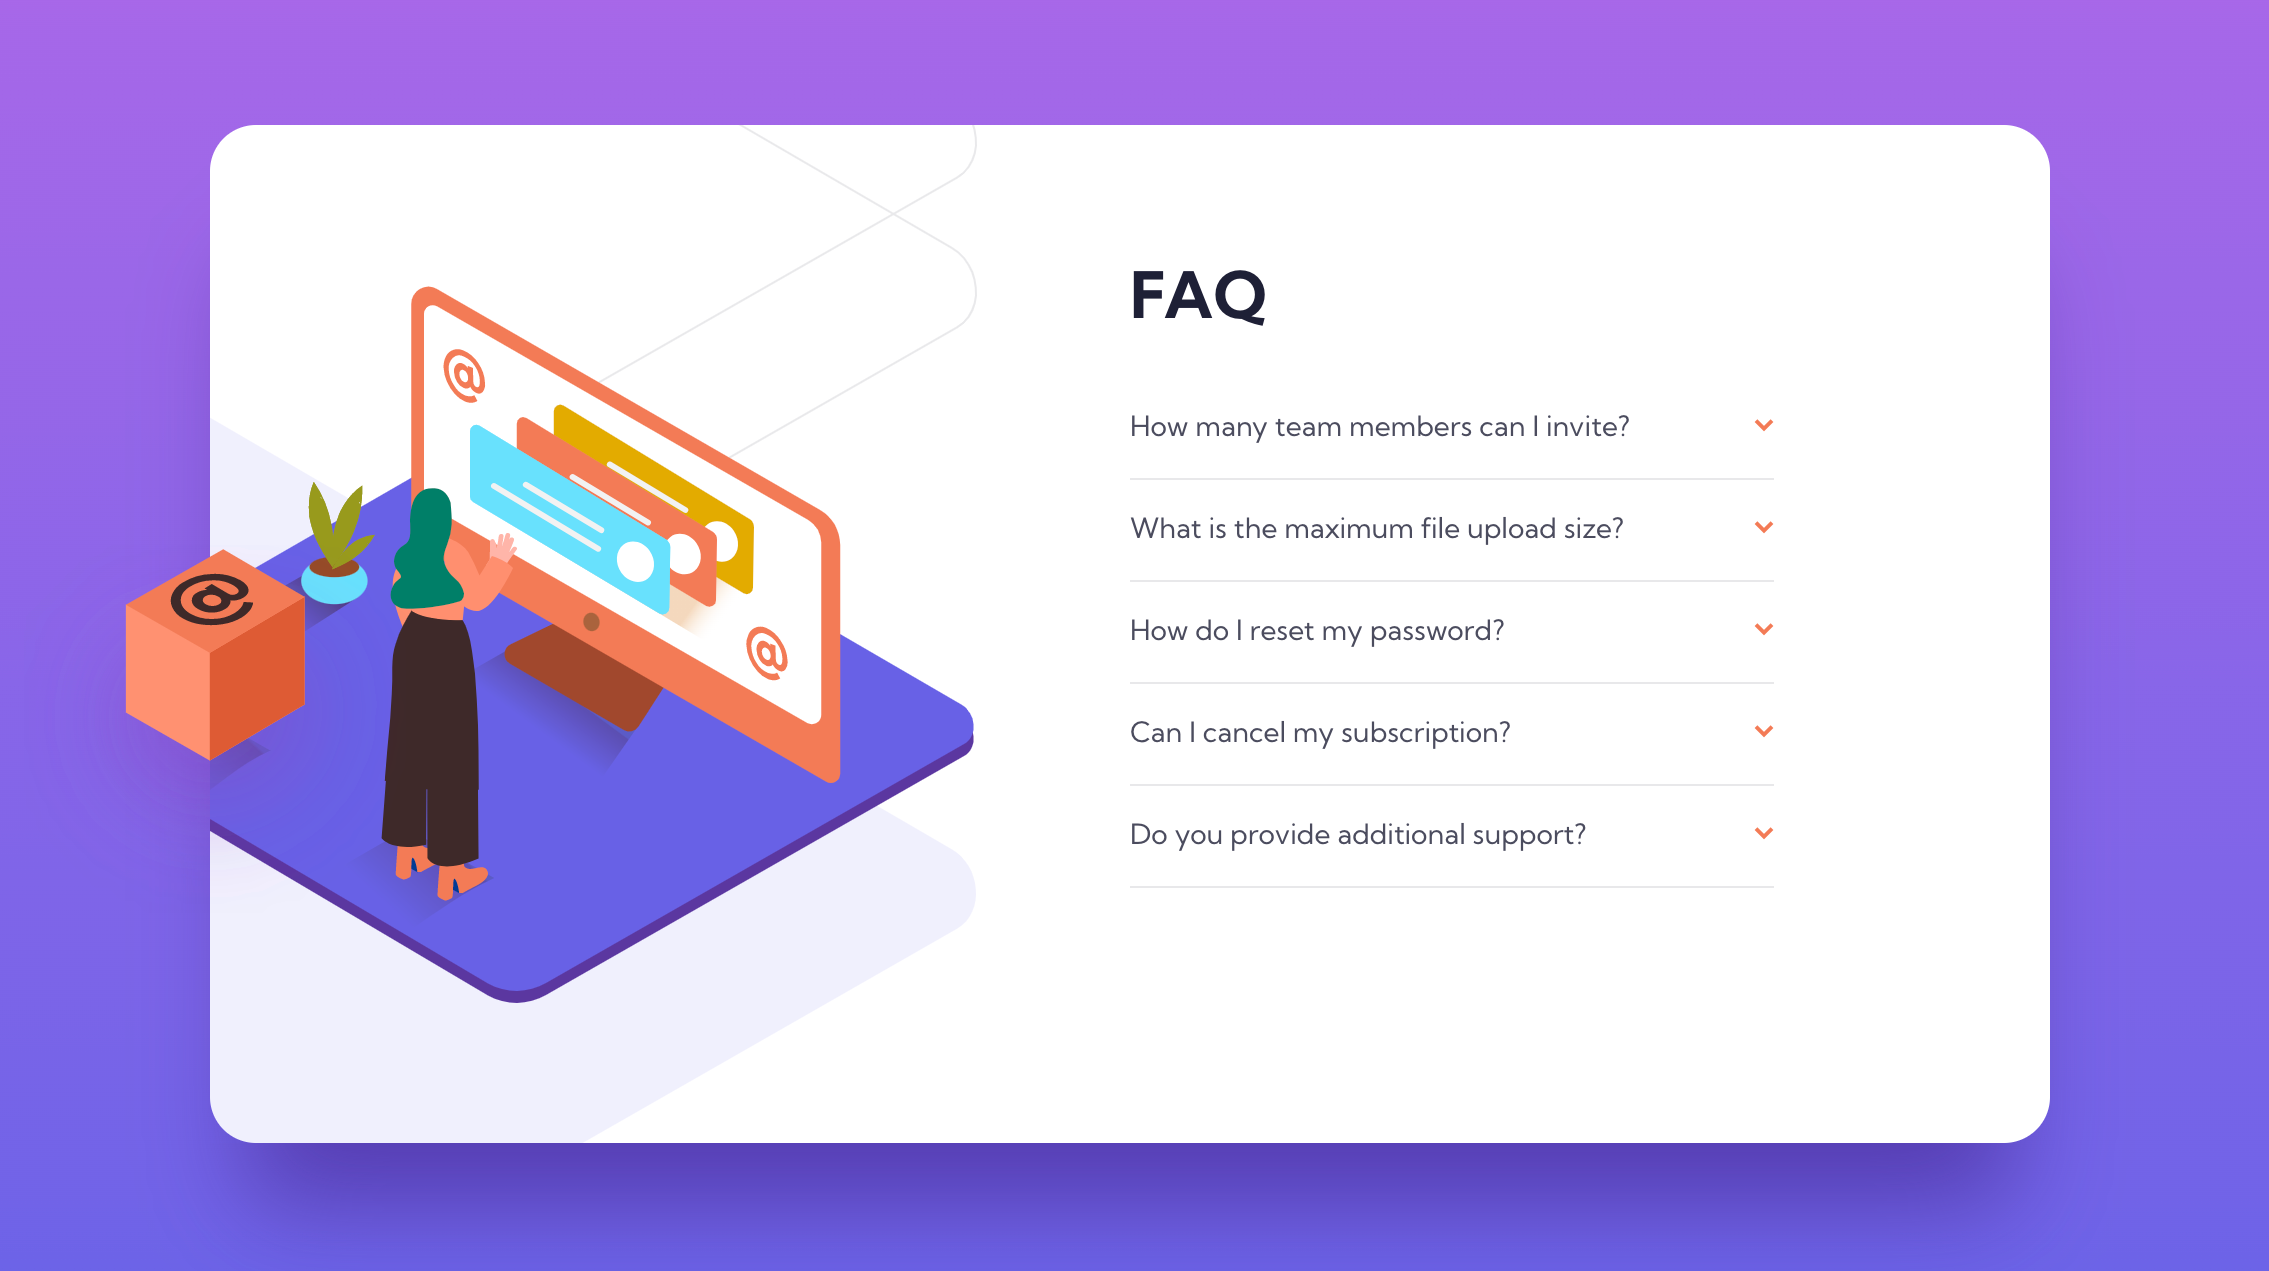 @
@
@
FAQ
How many team members can I invite?
What is the maximum file upload size?
How do I reset my password?
Can I cancel my subscription?
Do you provide additional support?